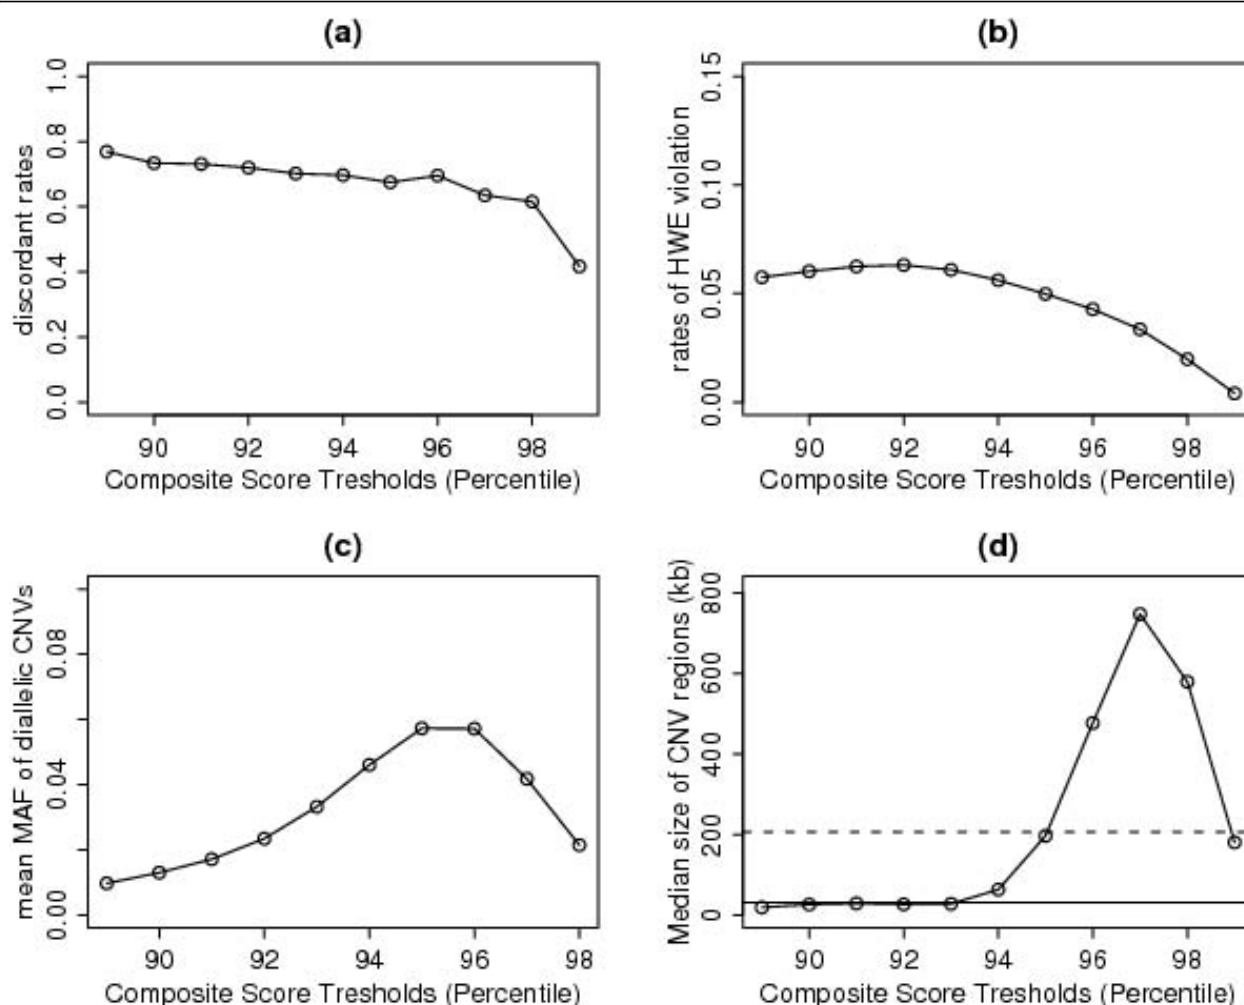 (a)
discordant rates
0.0 0.2 0.4 0.6 0.8 1.0
90 92 94 96 98
Composite Score Tresholds (Percentile)
(b)
rates of HWE violation
0.00 0.05 0.10 0.15
90 92 94 96 98
Composite Score Tresholds (Percentile)
(c)
mean MAF of diallelic CNVs
0.00 0.04 0.08
90 92 94 96 98
Composite Score Tresholds (Percentile)
(d)
Median size of CNV regions (kb)
0 200 400 600 800
90 92 94 96 98
Composite Score Tresholds (Percentile)